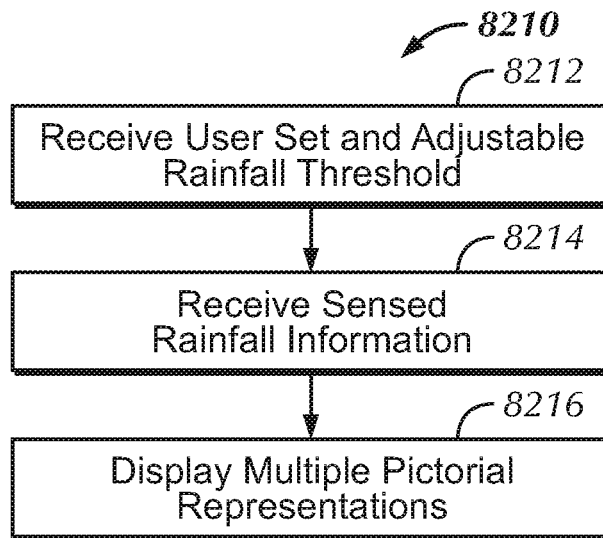 8210
8212
Receive User Set and Adjustable
Rainfall Threshold
8214
Receive Sensed
Rainfall Information
8216
Display Multiple Pictorial
Representations